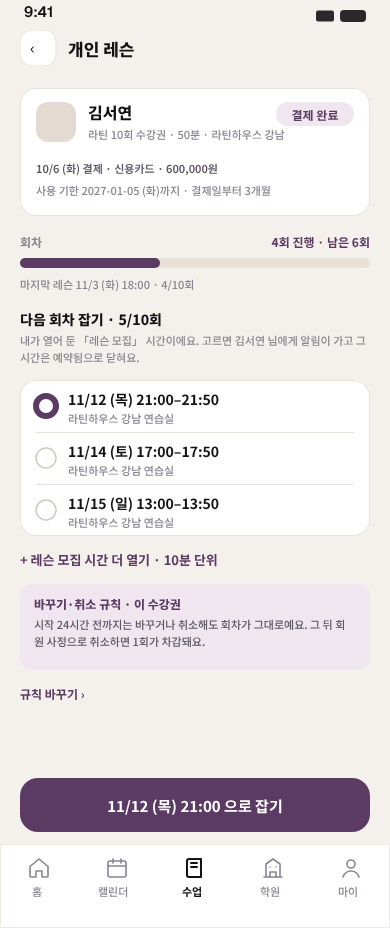 9:41
‹ 개인 레슨
김서연
결제 완료
라틴 10회 수강권 · 50분 · 라틴하우스 강남
10/6 (화) 결제 · 신용카드 · 600,000원
사용 기한 2027-01-05 (화)까지 · 결제일부터 3개월
회차
4회 진행 · 남은 6회
마지막 레슨 11/3 (화) 18:00 · 4/10회
다음 회차 잡기 · 5/10회
내가 열어 둔 「레슨 모집」 시간이에요. 고르면 김서연 님에게 알림이 가고 그
시간은 예약됨으로 닫혀요.
11/12 (목) 21:00–21:50
라틴하우스 강남 연습실
11/14 (토) 17:00–17:50
라틴하우스 강남 연습실
11/15 (일) 13:00–13:50
라틴하우스 강남 연습실
+ 레슨 모집 시간 더 열기 · 10분 단위
바꾸기·취소 규칙 · 이 수강권
시작 24시간 전까지는 바꾸거나 취소해도 회차가 그대로예요. 그 뒤 회
원 사정으로 취소하면 1회가 차감돼요.
규칙 바꾸기 ›
11/12 (목) 21:00 으로 잡기
홈
캘린더
수업
학원
마이